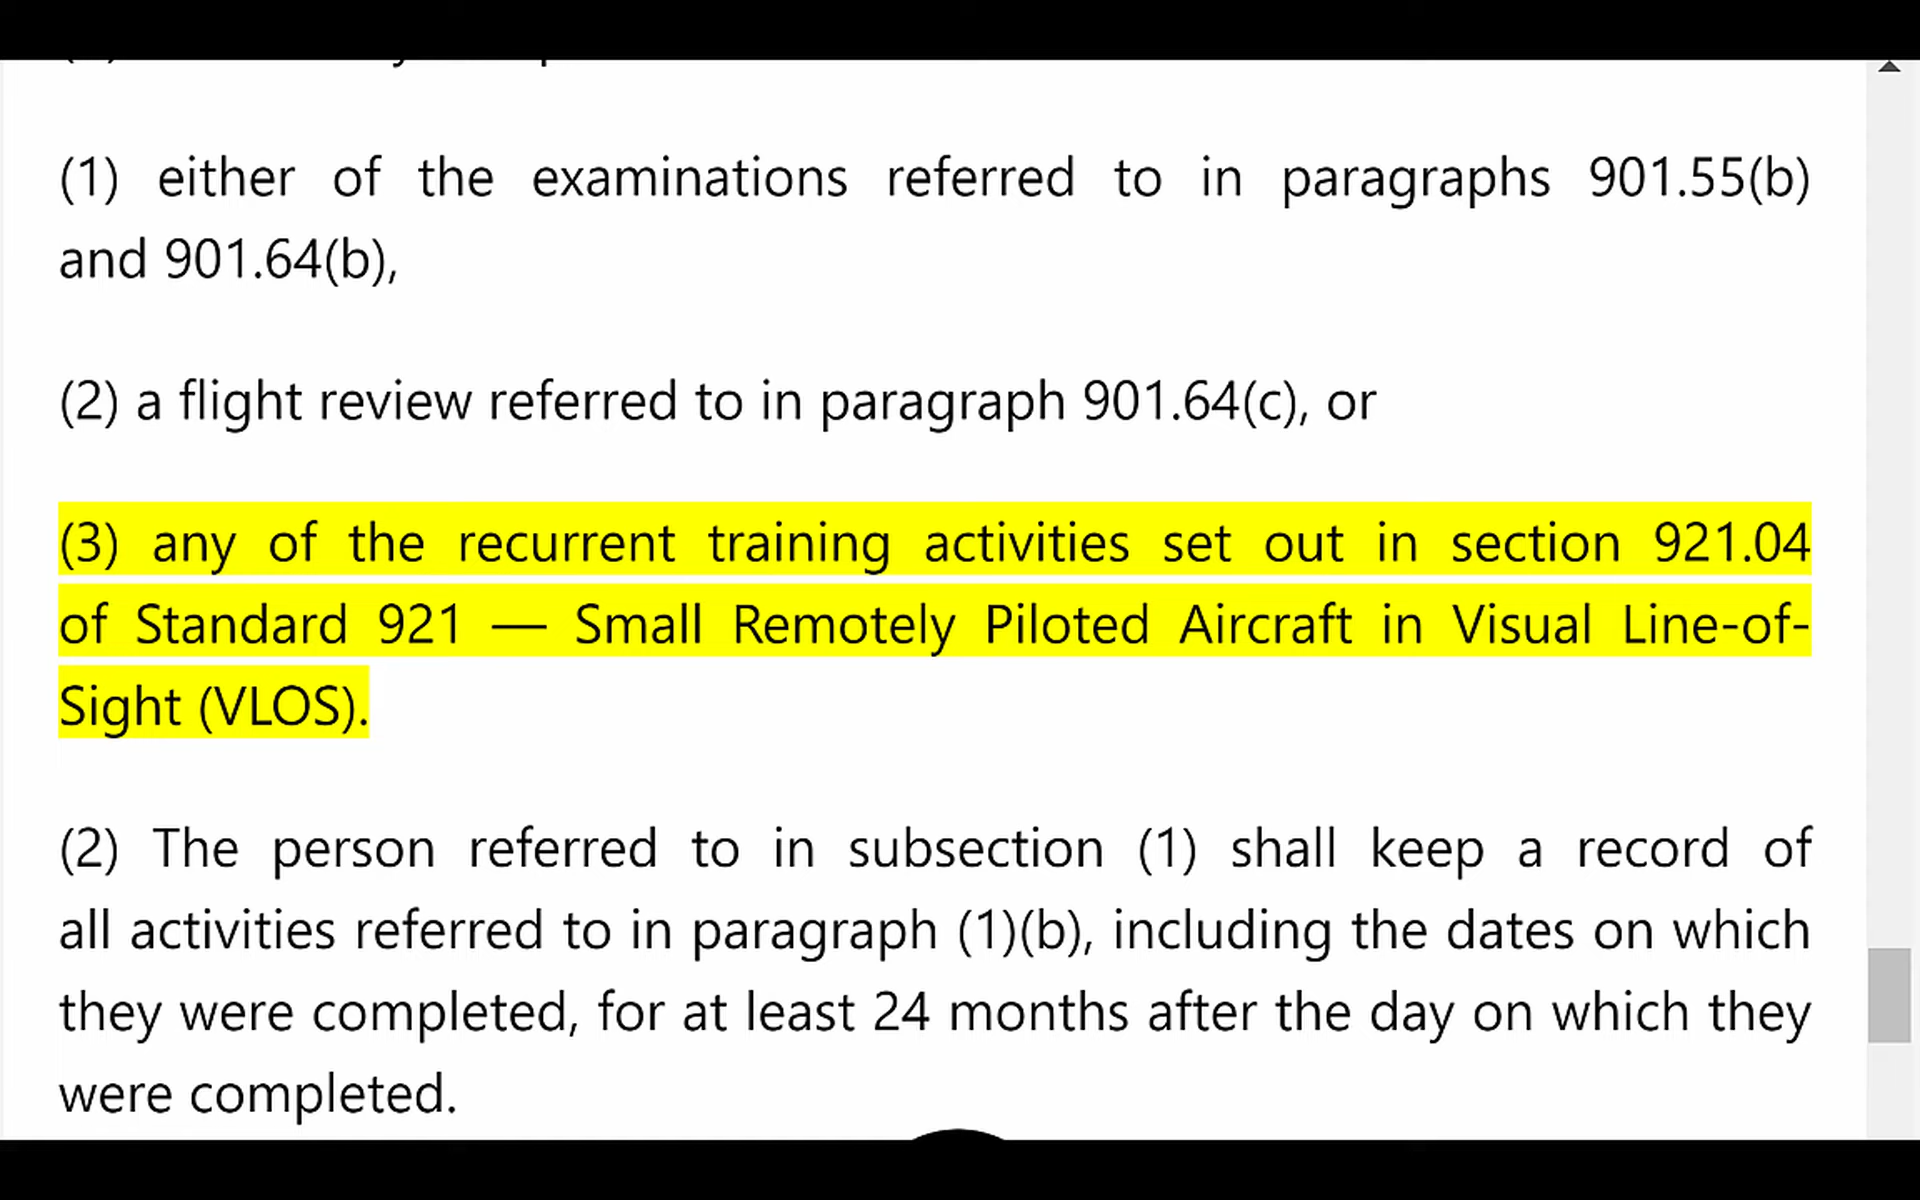 (1) either of the examinations referred to in paragraphs 901.55(b)
and 901.64(b),
(2) a flight review referred to in paragraph 901.64(c), or
(3) any of the recurrent training activities set out in section 921.04
of Standard 921 — Small Remotely Piloted Aircraft in Visual Line-of-
Sight (VLOS).
(2) The person referred to in subsection (1) shall keep a record of
all activities referred to in paragraph (1)(b), including the dates on which
they were completed, for at least 24 months after the day on which they
were completed.